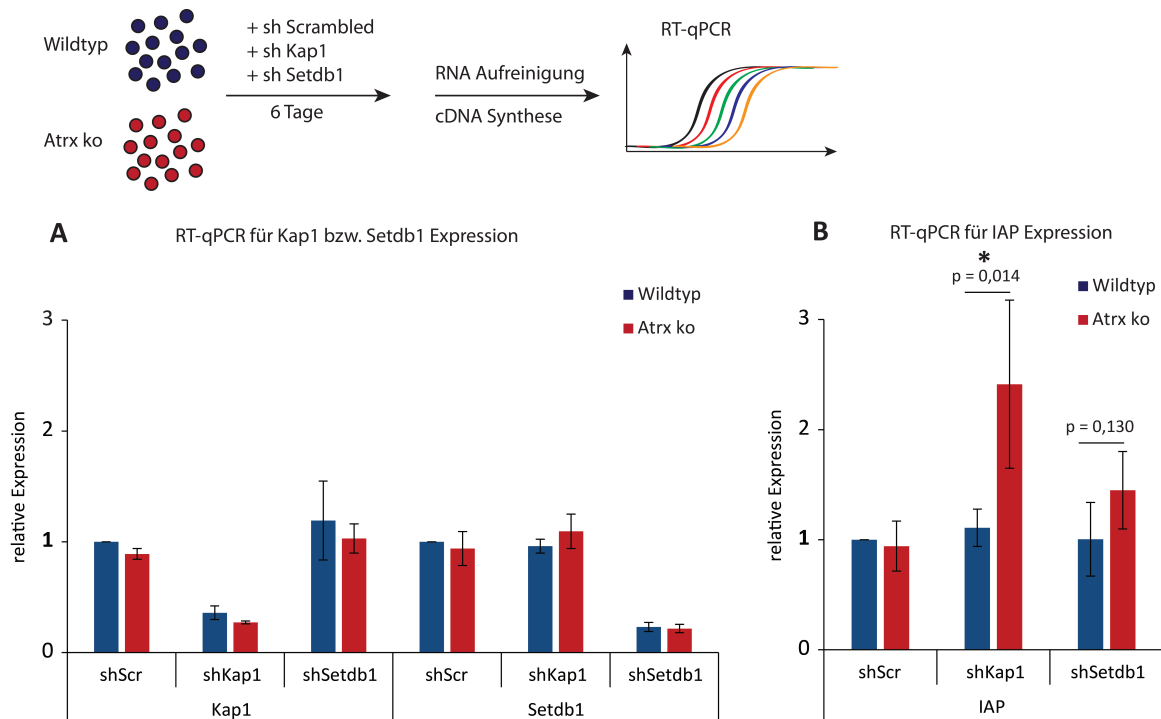 Wildtyp
+ sh Scrambled
+ sh Kap1
+ sh Setdb1
6 Tage
Atrx ko
RNA Aufreinigung
cDNA Synthese
RT-qPCR
A
RT-qPCR für Kap1 bzw. Setdb1 Expression
Wildtyp
Atrx ko
relative Expression
3
2
1
0
shScr
shKap1
shSetdb1
shScr
shKap1
shSetdb1
Kap1
Setdb1
B
RT-qPCR für IAP Expression
*
p = 0,014
Wildtyp
Atrx ko
p = 0,130
relative Expression
3
2
1
0
shScr
shKap1
shSetdb1
IAP